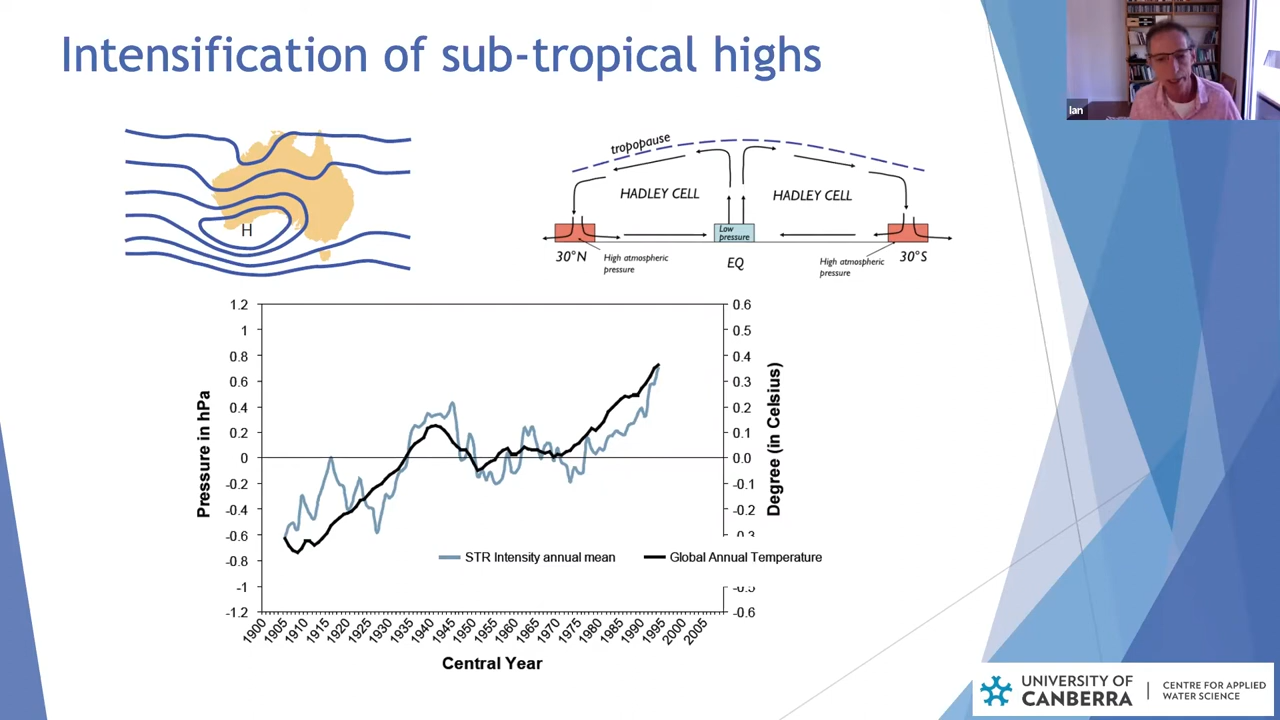 Intensification of sub-tropical highs
Ian
H
tropopause
HADLEY CELL
HADLEY CELL
Low
pressure
30°N
High atmospheric
pressure
EQ
High atmospheric
pressure
30°S
1.2
1
0.8
0.6
0.4
0.2
0
-0.2
-0.4
-0.6
-0.8
-1
-1.2
Pressure in hPa
0.6
0.5
0.4
0.3
0.2
0.1
0.0
-0.1
-0.2
-0.3
-0.5
-0.6
Degree (in Celsius)
STR Intensity annual mean
Global Annual Temperature
1900
1905
1910
1915
1920
1925
1930
1935
1940
1945
1950
1955
1960
1965
1970
1975
1980
1985
1990
1995
2000
2005
Central Year
UNIVERSITY OF
CANBERRA
CENTRE FOR APPLIED
WATER SCIENCE